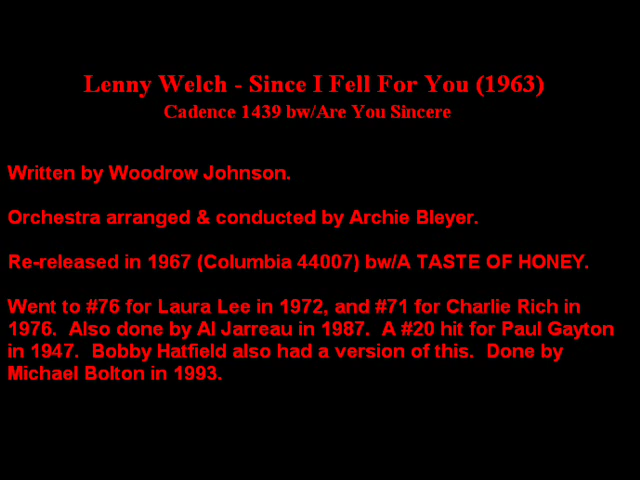 Lenny Welch - Since I Fell For You (1963)
Cadence 1439 bw/Are You Sincere
Written by Woodrow Johnson.
Orchestra arranged & conducted by Archie Bleyer.
Re-released in 1967 (Columbia 44007) bw/A TASTE OF HONEY.
Went to #76 for Laura Lee in 1972, and #71 for Charlie Rich in
1976.  Also done by Al Jarreau in 1987.  A #20 hit for Paul Gayton
in 1947.  Bobby Hatfield also had a version of this.  Done by
Michael Bolton in 1993.